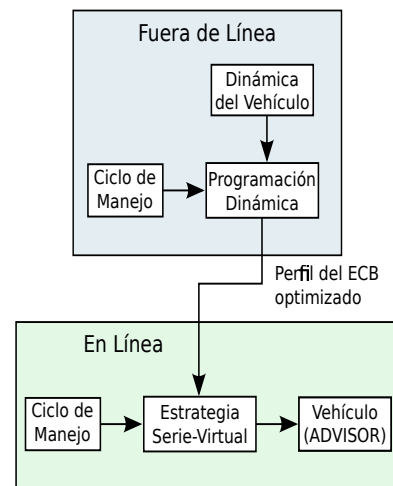 Fuera de Línea
Dinámica
del Vehículo
Ciclo de
Manejo
Programación
Dinámica
Perfil del ECB
optimizado
En Línea
Ciclo de
Manejo
Estrategia
Serie-Virtual
Vehículo
(ADVISOR)